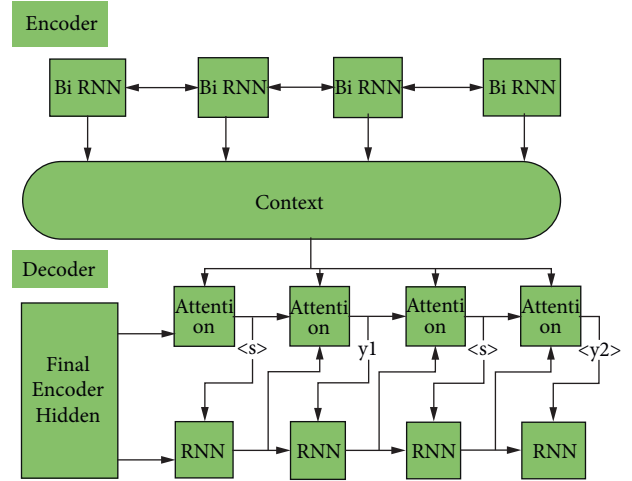 Encoder
Bi RNN Bi RNN Bi RNN Bi RNN
Context
Decoder
Attenti Attenti Attenti Attenti
on on on on
<s> y1 <s> <y2>
Final
Encoder
Hidden
RNN RNN RNN RNN